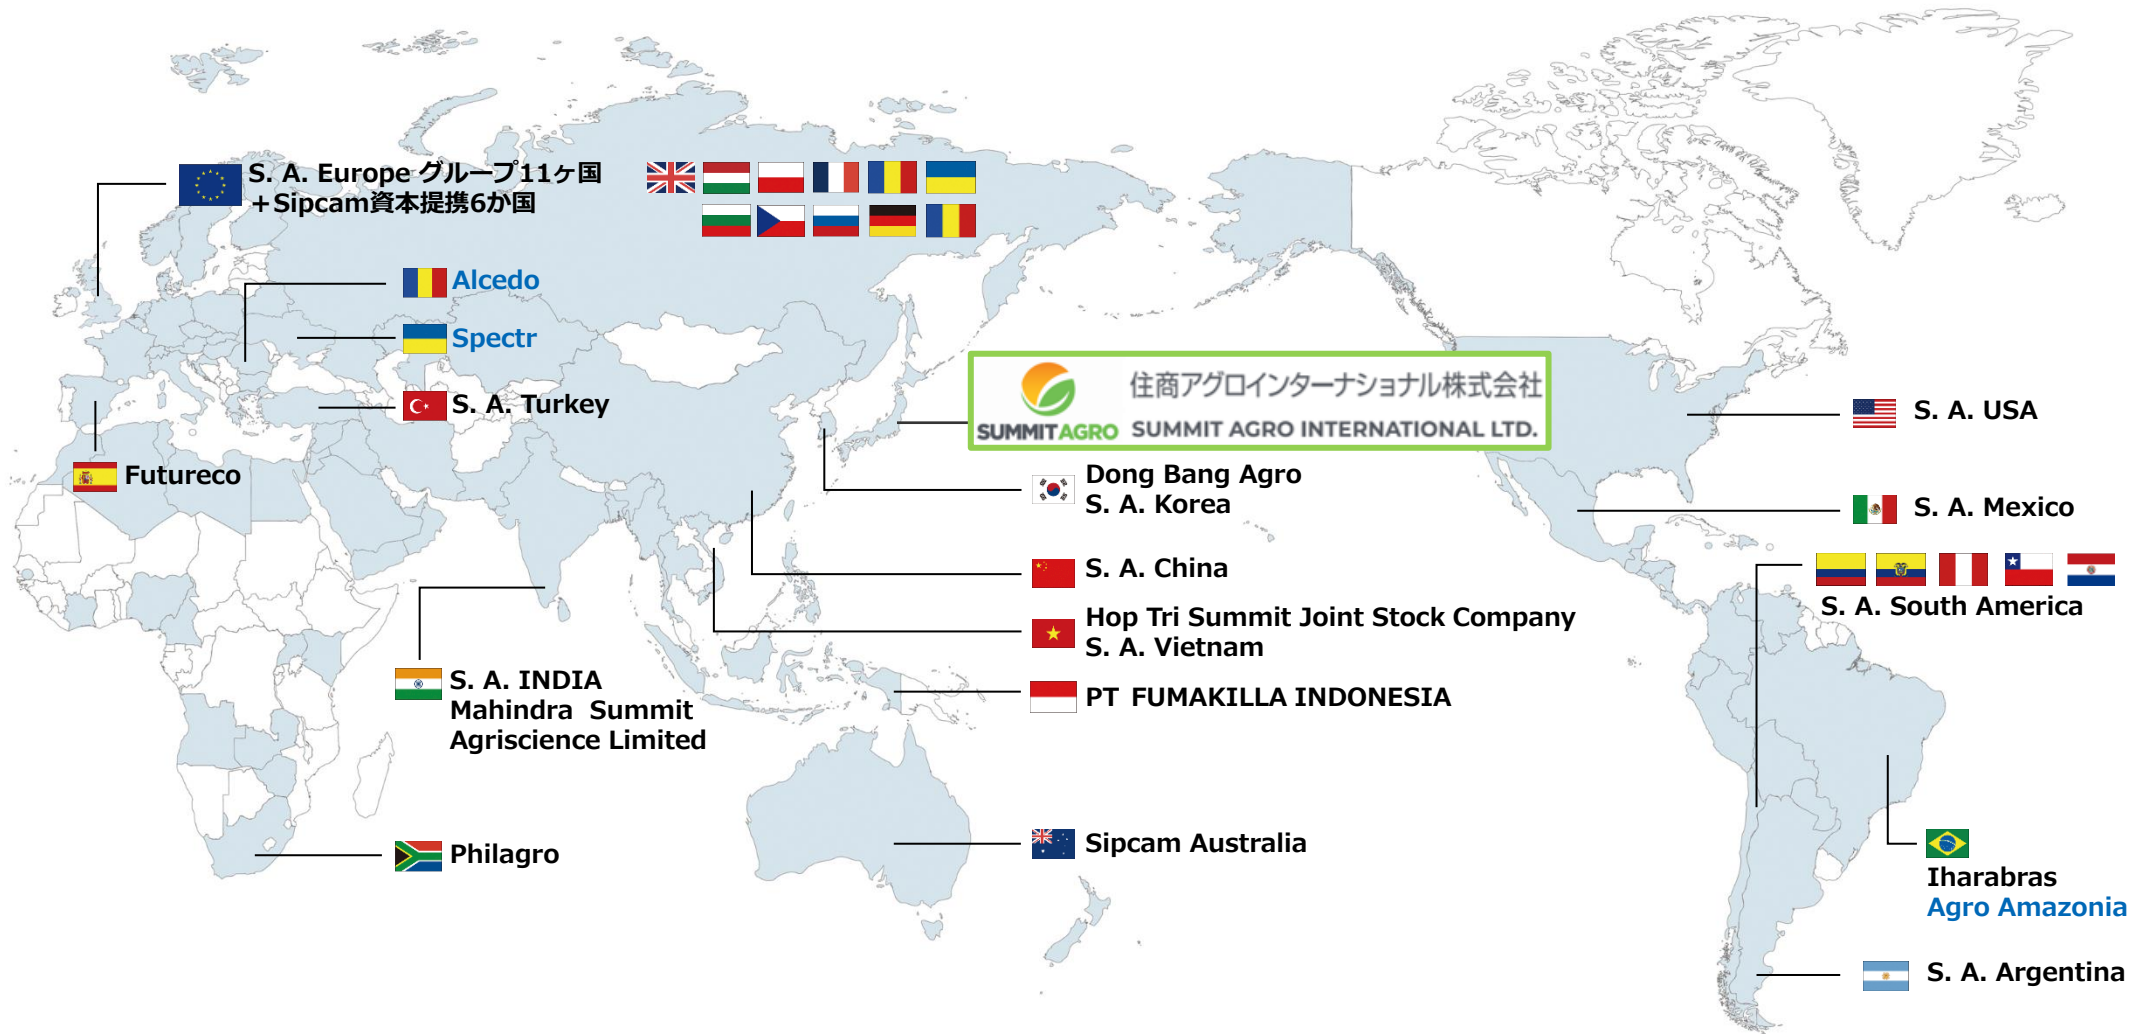 S. A. Europe グループ11ヶ国
＋Sipcam資本提携6か国
Alcedo
Spectr
S. A. Turkey
Futureco
SUMMIT AGRO
住商アグロインターナショナル株式会社
SUMMIT AGRO INTERNATIONAL LTD.
S. A. USA
Dong Bang Agro
S. A. Korea
S. A. Mexico
S. A. China
S. A. South America
Hop Tri Summit Joint Stock Company
S. A. Vietnam
S. A. INDIA
Mahindra Summit
Agriscience Limited
PT FUMAKILLA INDONESIA
Philagro
Sipcam Australia
Iharabras
Agro Amazonia
S. A. Argentina